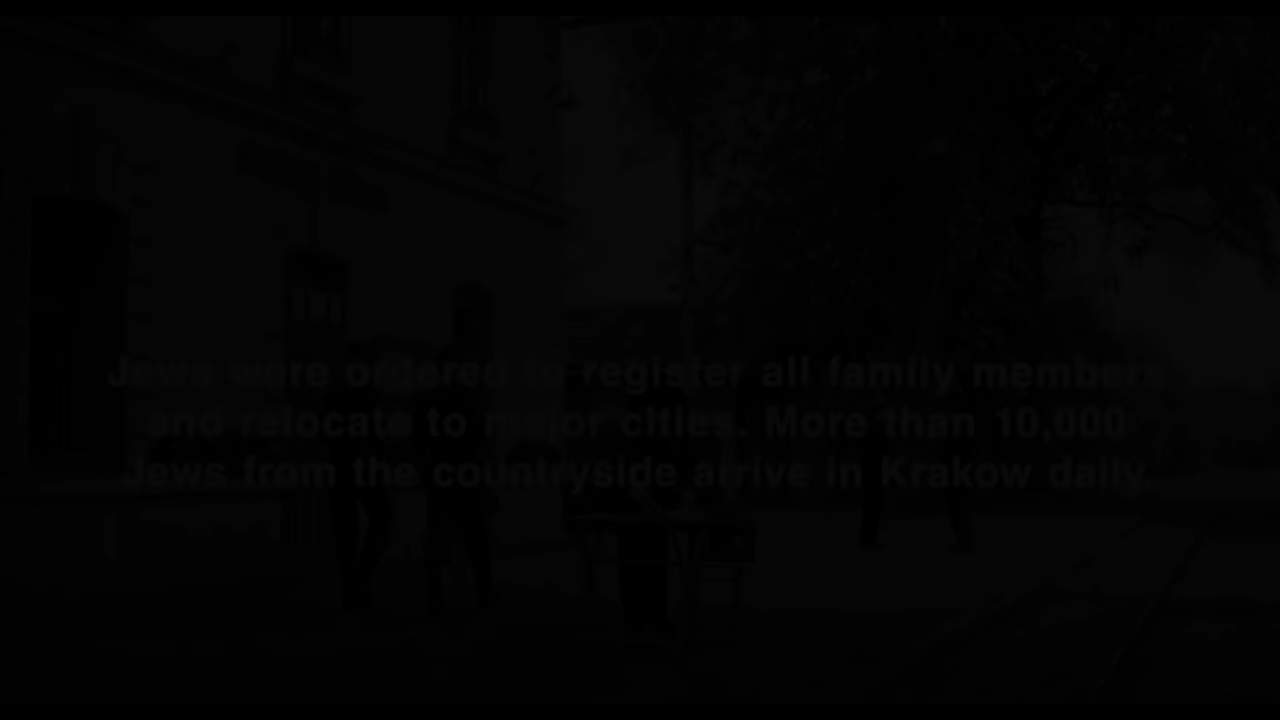 Jews were ordered to register all family members
and relocate to major cities. More than 10,000
Jews from the countryside arrive in Krakow daily.